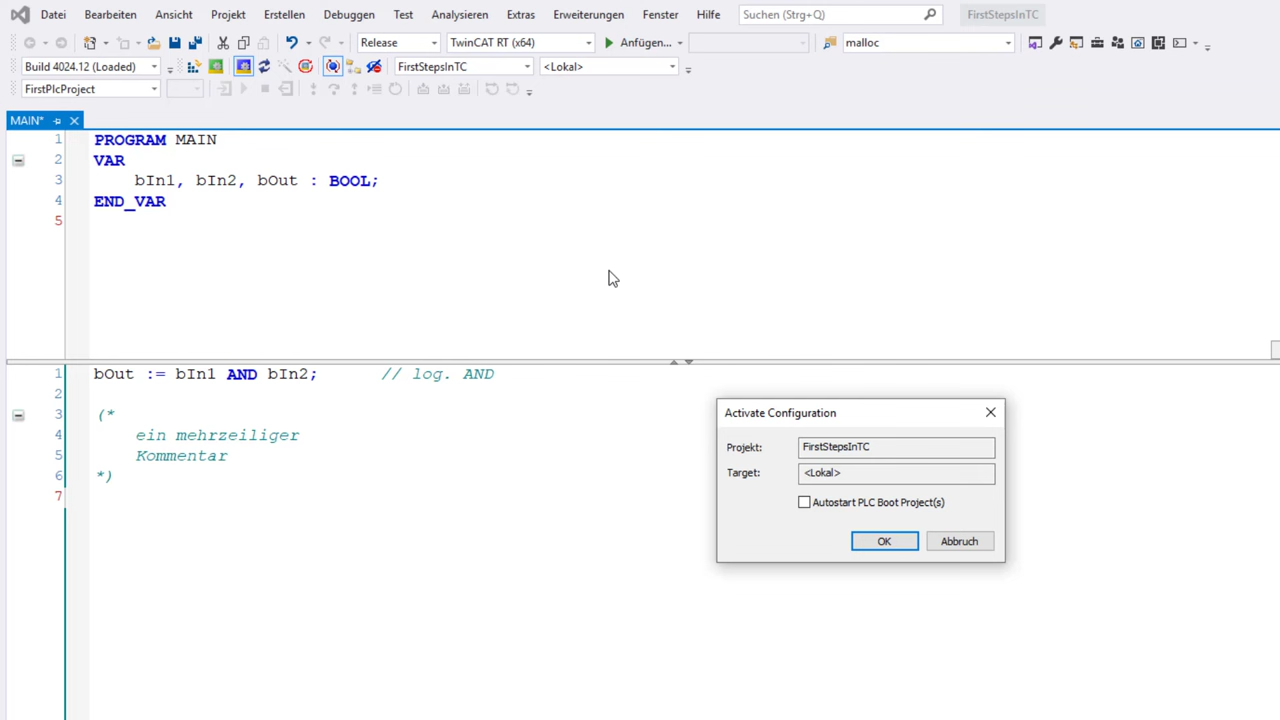 Datei Bearbeiten Ansicht Projekt Erstellen Debuggen Test Analysieren Extras Erweiterungen Fenster Hilfe Suchen (Strg+Q) FirstStepsInTC
Release TwinCAT RT (x64) Anfügen... malloc
Build 4024.12 (Loaded) FirstStepsInTC <Lokal>
FirstPlcProject
MAIN*
1 PROGRAM MAIN
2 VAR
3 bIn1, bIn2, bOut : BOOL;
4 END_VAR
5
1 bOut := bIn1 AND bIn2; // log. AND
2
3 (*
4 ein mehrzeiliger
5 Kommentar
6 *)
7
Activate Configuration
Projekt: FirstStepsInTC
Target: <Lokal>
Autostart PLC Boot Project(s)
OK Abbruch